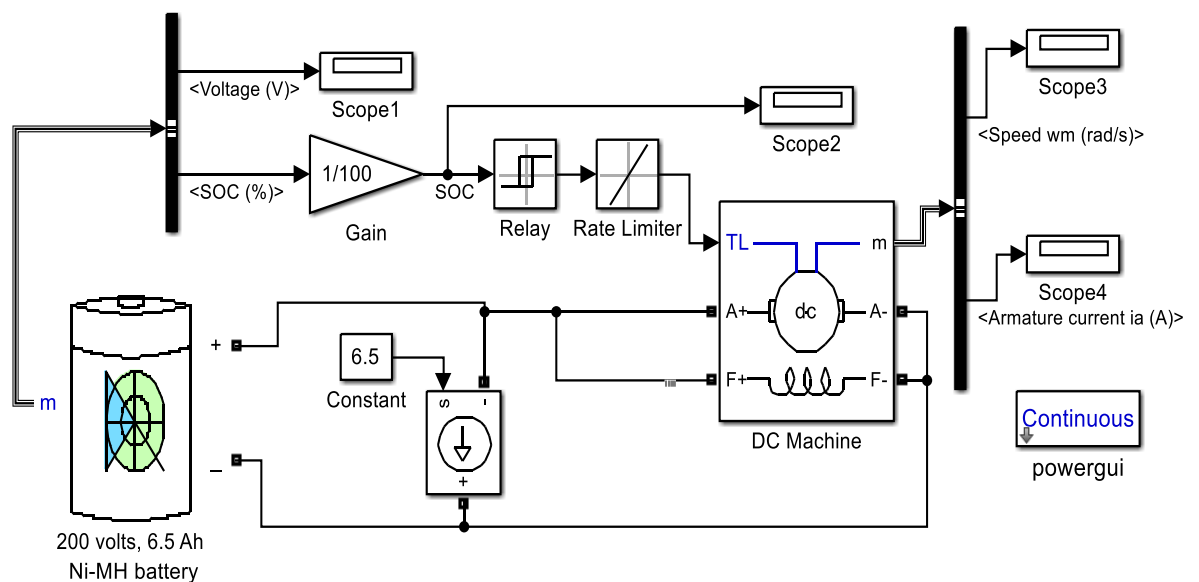 <Voltage (V)>
Scope1
<SOC (%)>
1/100
Gain
SOC
Relay
Rate Limiter
Scope2
Scope3
<Speed wm (rad/s)>
Scope4
<Armature current ia (A)>
TL
m
A+
dc
A-
F+
F-
DC Machine
6.5
Constant
s
-
+
+
m
_
200 volts, 6.5 Ah
Ni-MH battery
Continuous
powergui